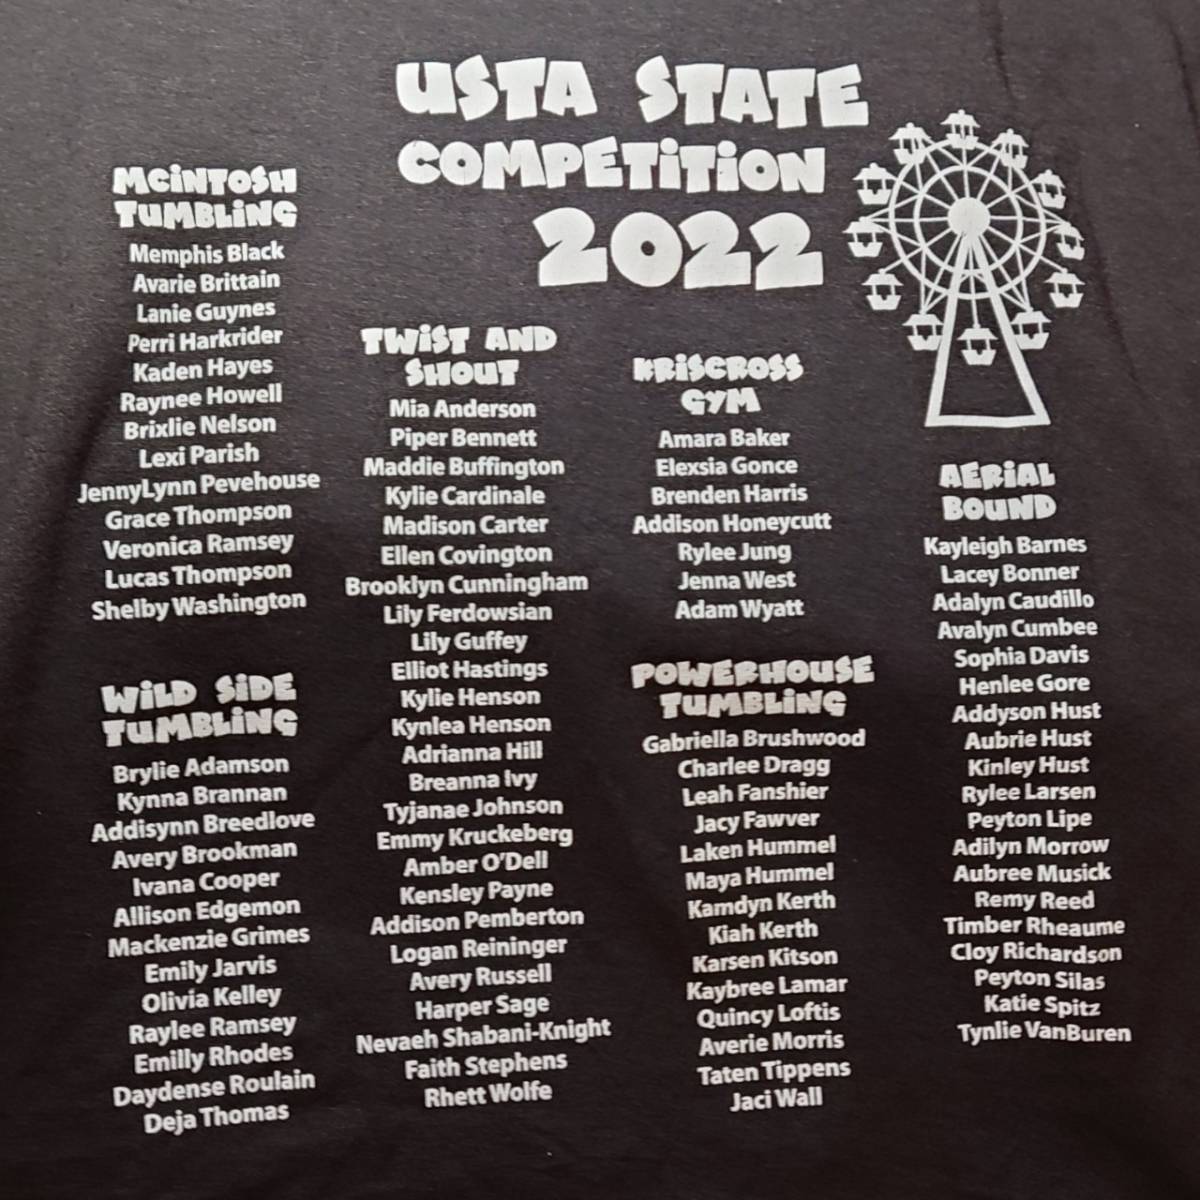 USTA STATE
COMPETITION
2022
MCINTOSH
TUMBLING
Memphis Black
Avarie Brittain
Lanie Guynes
Perri Harkrider
Kaden Hayes
Raynee Howell
Brixlie Nelson
Lexi Parish
JennyLynn Pevehouse
Grace Thompson
Veronica Ramsey
Lucas Thompson
Shelby Washington
WILD SIDE
TUMBLING
Brylie Adamson
Kynna Brannan
Addisynn Breedlove
Avery Brookman
Ivana Cooper
Allison Edgemon
Mackenzie Grimes
Emily Jarvis
Olivia Kelley
Raylee Ramsey
Emilly Rhodes
Daydense Roulain
Deja Thomas
TWIST AND
SHOUT
Mia Anderson
Piper Bennett
Maddie Buffington
Kylie Cardinale
Madison Carter
Ellen Covington
Brooklyn Cunningham
Lily Ferdowsian
Lily Guffey
Elliot Hastings
Kylie Henson
Kynlea Henson
Adrianna Hill
Breanna Ivy
Tyjanae Johnson
Emmy Kruckeberg
Amber O'Dell
Kensley Payne
Addison Pemberton
Logan Reininger
Avery Russell
Harper Sage
Nevaeh Shabani-Knight
Faith Stephens
Rhett Wolfe
KRISCROSS
GYM
Amara Baker
Elexsia Gonce
Brenden Harris
Addison Honeycutt
Rylee Jung
Jenna West
Adam Wyatt
POWERHOUSE
TUMBLING
Gabriella Brushwood
Charlee Dragg
Leah Fanshier
Jacy Fawver
Laken Hummel
Maya Hummel
Kamdyn Kerth
Kiah Kerth
Karsen Kitson
Kaybree Lamar
Quincy Loftis
Averie Morris
Taten Tippens
Jaci Wall
AERIAL
BOUND
Kayleigh Barnes
Lacey Bonner
Adalyn Caudillo
Avalyn Cumbee
Sophia Davis
Henlee Gore
Addyson Hust
Aubrie Hust
Kinley Hust
Rylee Larsen
Peyton Lipe
Adilyn Morrow
Aubree Musick
Remy Reed
Timber Rheaume
Cloy Richardson
Peyton Silas
Katie Spitz
Tynlie VanBuren